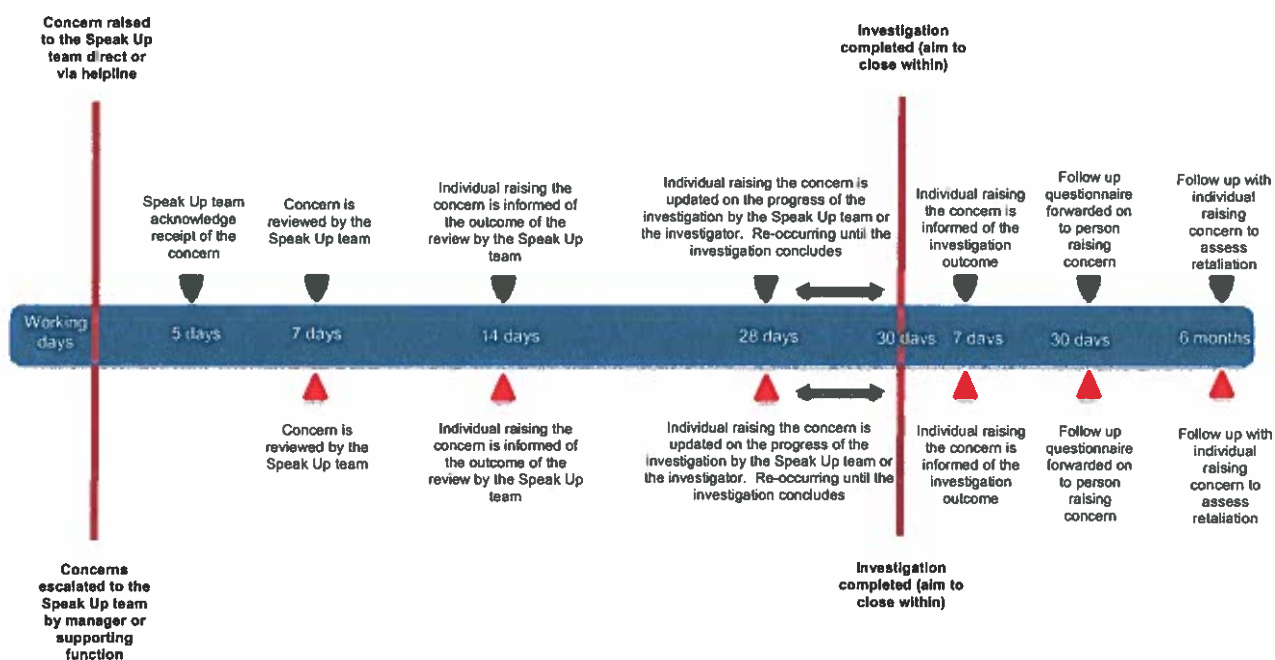 Concern raised
to the Speak Up
team direct or
via helpline
Investigation
completed (aim to
close within)
Speak Up team
acknowledge
receipt of the
concern
Concern is
reviewed by the
Speak Up team
Individual raising the
concern is informed of
the outcome of the
review by the Speak Up
team
Individual raising the concern is
updated on the progress of the
investigation by the Speak Up team or
the investigator. Re-occurring until the
investigation concludes
Individual raising
the concern is
informed of the
investigation
outcome
Follow up
questionnaire
forwarded on
to person
raising
concern
Follow up with
individual
raising
concern to
assess
retaliation
Working
days
5 days
7 days
14 days
28 days
30 days
7 days
30 days
6 months
Concern is
reviewed by the
Speak Up team
Individual raising the
concern is informed of
the outcome of the
review by the Speak Up
team
Individual raising the concern is
updated on the progress of the
investigation by the Speak Up team or
the investigator. Re-occurring until the
investigation concludes
Individual raising
the concern is
informed of the
investigation
outcome
Follow up
questionnaire
forwarded on
to person
raising
concern
Follow up with
individual
raising
concern to
assess
retaliation
Concerns
escalated to the
Speak Up team
by manager or
supporting
function
Investigation
completed (aim to
close within)